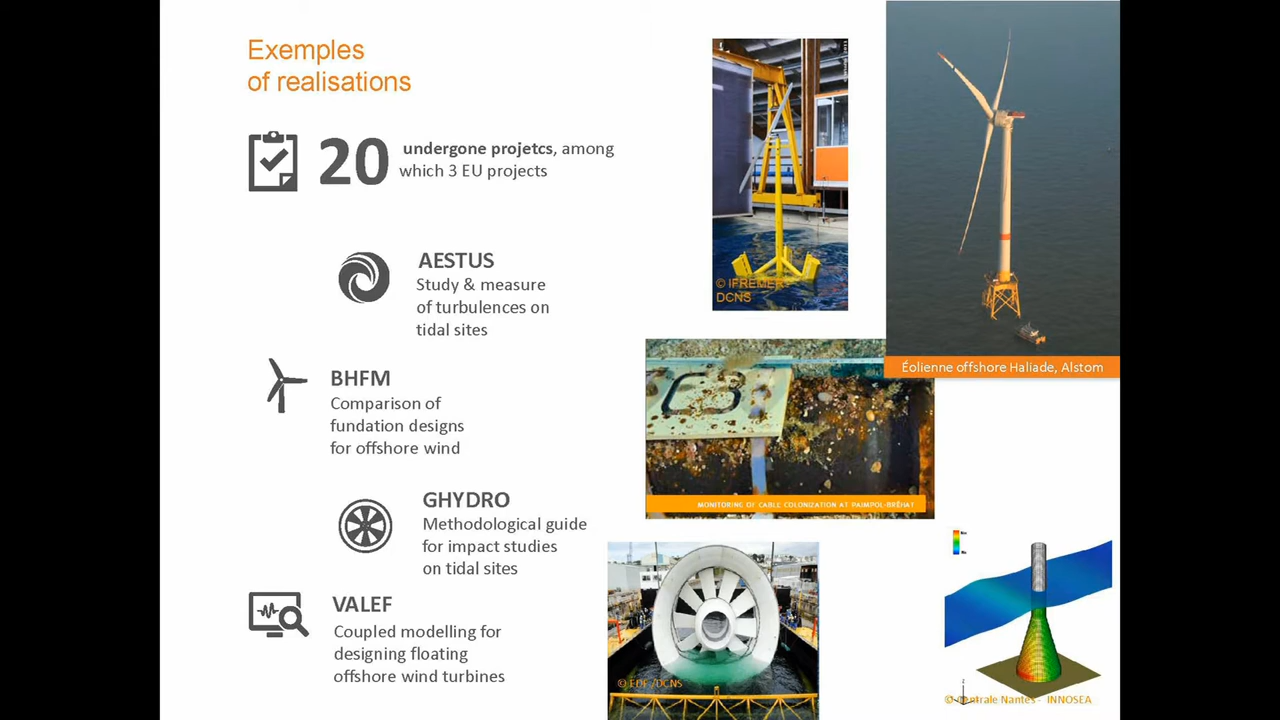 Exemples
of realisations
20 undergone projetcs, among
which 3 EU projects
AESTUS
Study & measure
of turbulences on
tidal sites
BHFM
Comparison of
fundation designs
for offshore wind
GHYDRO
Methodological guide
for impact studies
on tidal sites
VALEF
Coupled modelling for
designing floating
offshore wind turbines
© IFREMER
DCNS
Éolienne offshore Haliade, Alstom
MONITORING OF CABLE COLONIZATION AT PAIMPOL-BRÉHAT
© EDF /DCNS
© Centrale Nantes - INNOSEA